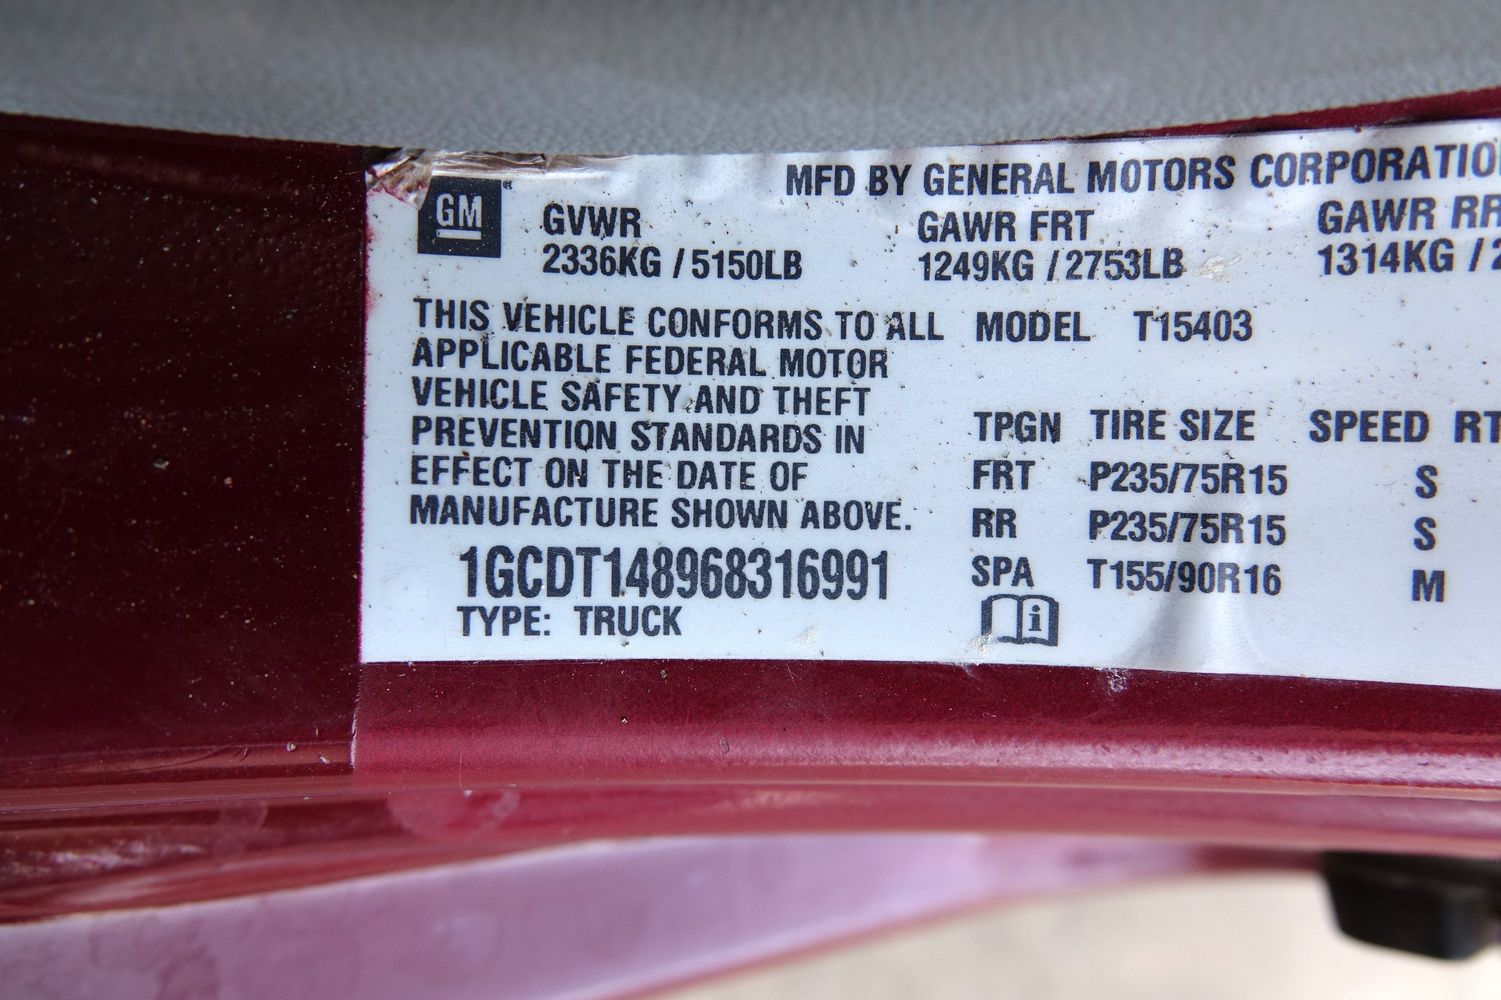 MFD BY GENERAL MOTORS CORPORATIO
GM
GVWR GAWR FRT GAWR RR
2336KG / 5150LB 1249KG / 2753LB 1314KG / 2
THIS VEHICLE CONFORMS TO ALL MODEL T15403
APPLICABLE FEDERAL MOTOR
VEHICLE SAFETY AND THEFT
PREVENTION STANDARDS IN TPGN TIRE SIZE SPEED RT
EFFECT ON THE DATE OF FRT P235/75R15 S
MANUFACTURE SHOWN ABOVE. RR P235/75R15 S
1GCDT148968316991 SPA T155/90R16 M
TYPE: TRUCK